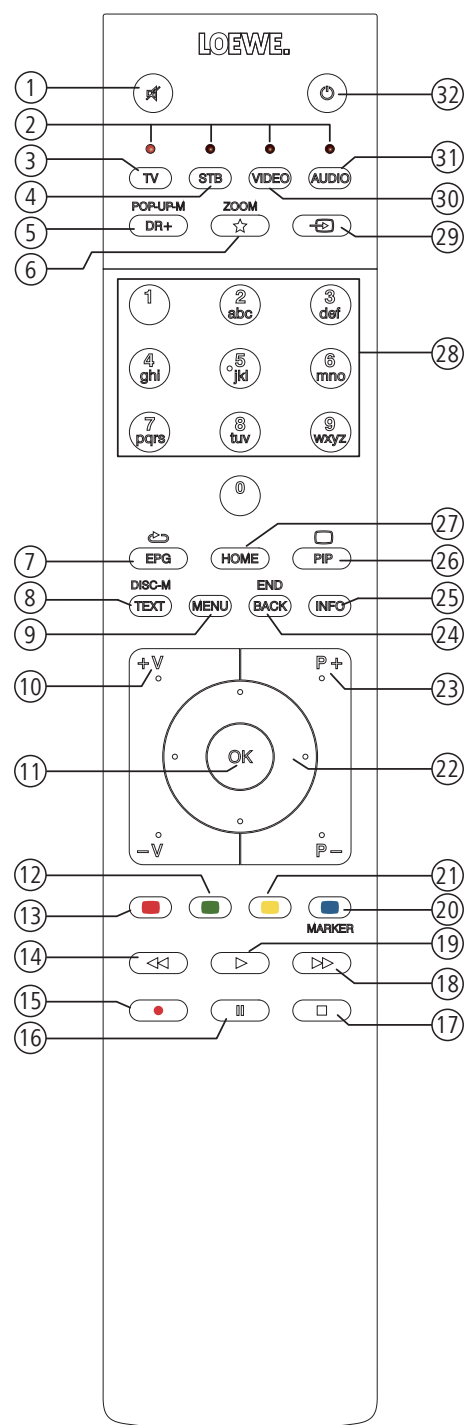 LOEWE.
1
32
2
3
TV
STB
VIDEO
AUDIO
31
4
30
POP-UP-M
ZOOM
5
DR+
29
6
1
2
abc
3
def
28
4
ghi
5
jkl
6
mno
7
pqrs
8
tuv
9
wxyz
0
27
7
EPG
HOME
PIP
26
DISC-M
END
8
TEXT
MENU
BACK
INFO
25
9
24
+V
P+
10
23
11
OK
22
–V
P–
12
21
13
20
MARKER
19
14
18
15
16
17